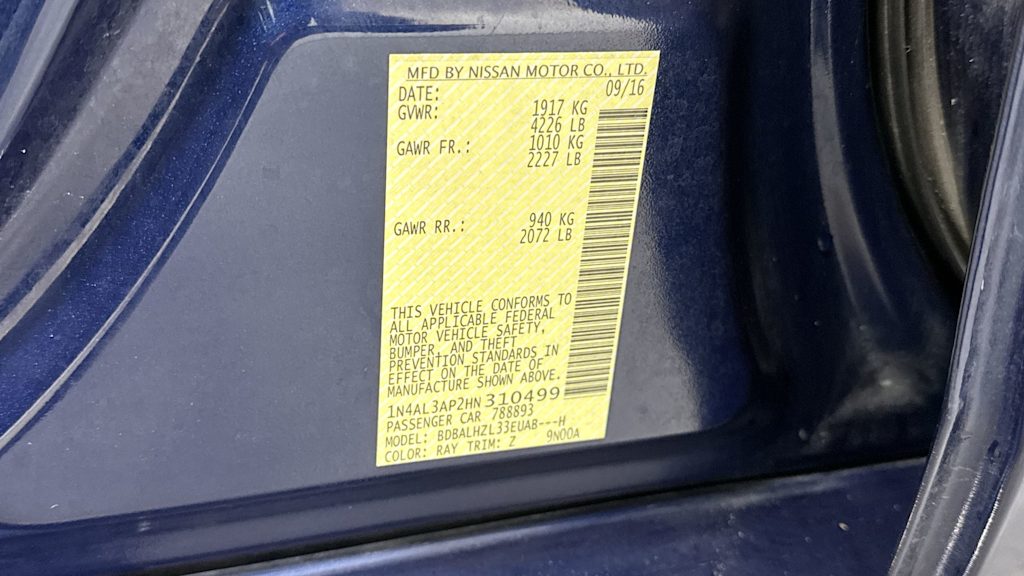 MFD BY NISSAN MOTOR CO., LTD.
DATE: 09/16
GVWR: 1917 KG
4226 LB
GAWR FR.: 1010 KG
2227 LB
GAWR RR.: 940 KG
2072 LB
THIS VEHICLE CONFORMS TO
ALL APPLICABLE FEDERAL
MOTOR VEHICLE SAFETY,
BUMPER, AND THEFT
PREVENTION STANDARDS IN
EFFECT ON THE DATE OF
MANUFACTURE SHOWN ABOVE.
1N4AL3AP2HN310499
PASSENGER CAR 788893
MODEL: BDBALHZL33EUA8---H
COLOR: RAY TRIM: Z 9N00A